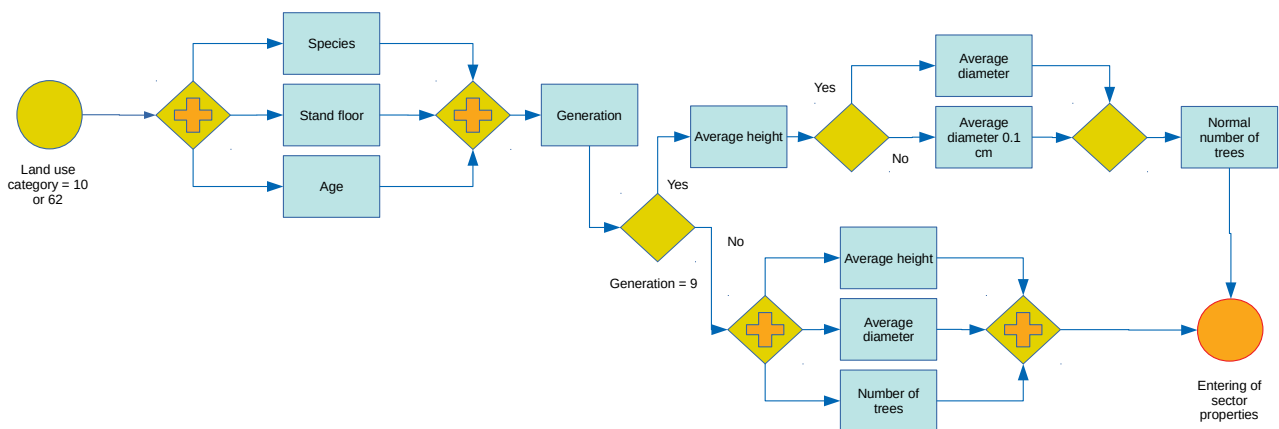 Species
Stand floor
Age
Land use
category = 10
or 62
Generation
Generation = 9
Yes
No
Average height
Yes
No
Average
diameter
Average
diameter 0.1
cm
Normal
number of
trees
Average height
Average
diameter
Number of
trees
Entering of
sector
properties